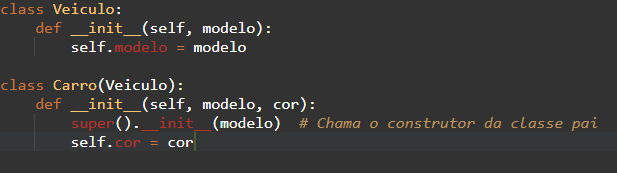 class Veiculo:
    def __init__(self, modelo):
        self.modelo = modelo
class Carro(Veiculo):
    def __init__(self, modelo, cor):
        super().__init__(modelo)  # Chama o construtor da classe pai
        self.cor = cor